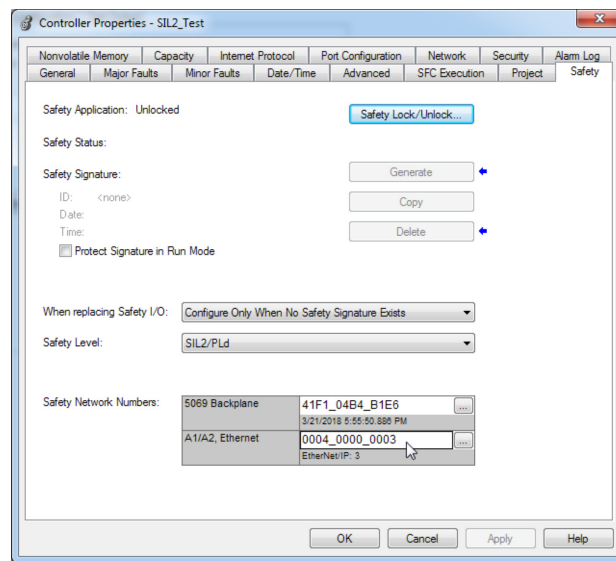 Controller Properties - SIL2_Test
Nonvolatile Memory Capacity Internet Protocol Port Configuration Network Security Alarm Log
General Major Faults Minor Faults Date/Time Advanced SFC Execution Project Safety
Safety Application: Unlocked
Safety Lock/Unlock...
Safety Status:
Safety Signature:
Generate
ID: <none>
Copy
Date:
Time:
Delete
Protect Signature in Run Mode
When replacing Safety I/O: Configure Only When No Safety Signature Exists
Safety Level: SIL2/PLd
Safety Network Numbers: 5069 Backplane 41F1_04B4_B1E6 ...
3/21/2018 5:55:50.886 PM
A1/A2, Ethernet 0004_0000_0003 ...
EtherNet/IP: 3
OK Cancel Apply Help